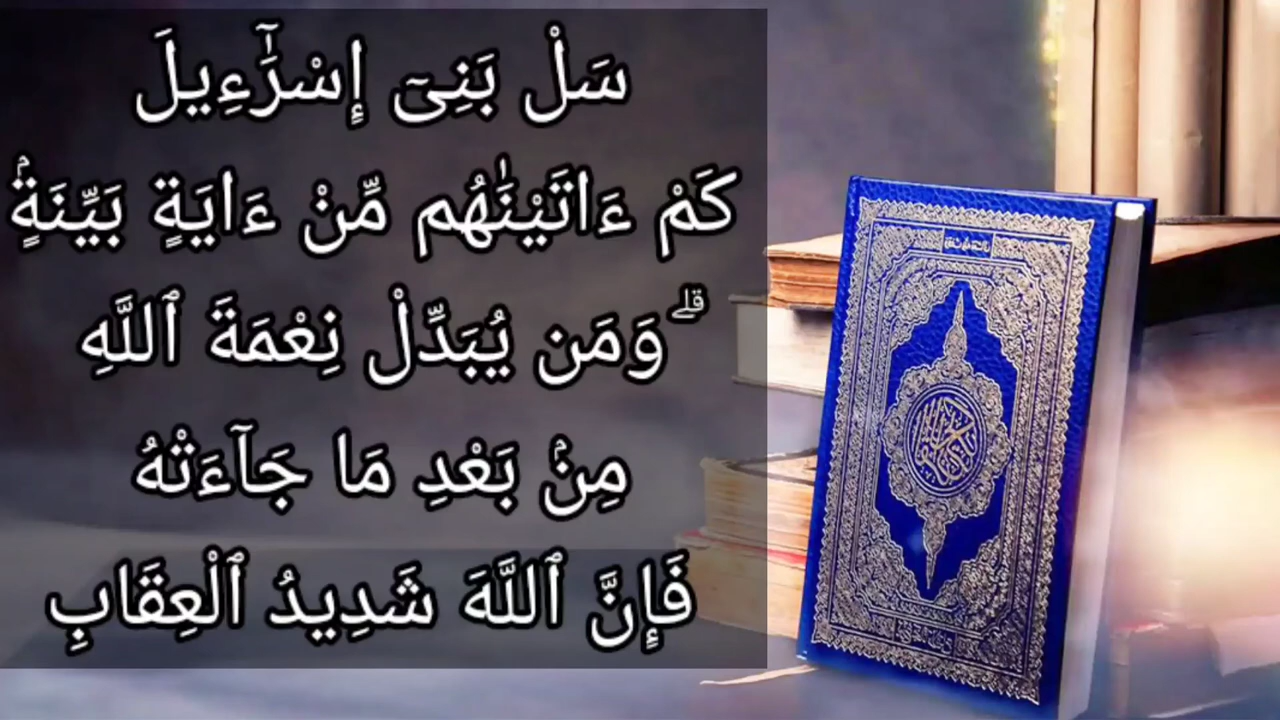 سَلْ بَنِىٓ إِسْرَٰٓءِيلَ
كَمْ ءَاتَيْنَٰهُم مِّنْ ءَايَةٍ بَيِّنَةٍۢ
ۗ وَمَن يُبَدِّلْ نِعْمَةَ ٱللَّهِ
مِنۢ بَعْدِ مَا جَآءَتْهُ
فَإِنَّ ٱللَّهَ شَدِيدُ ٱلْعِقَابِ